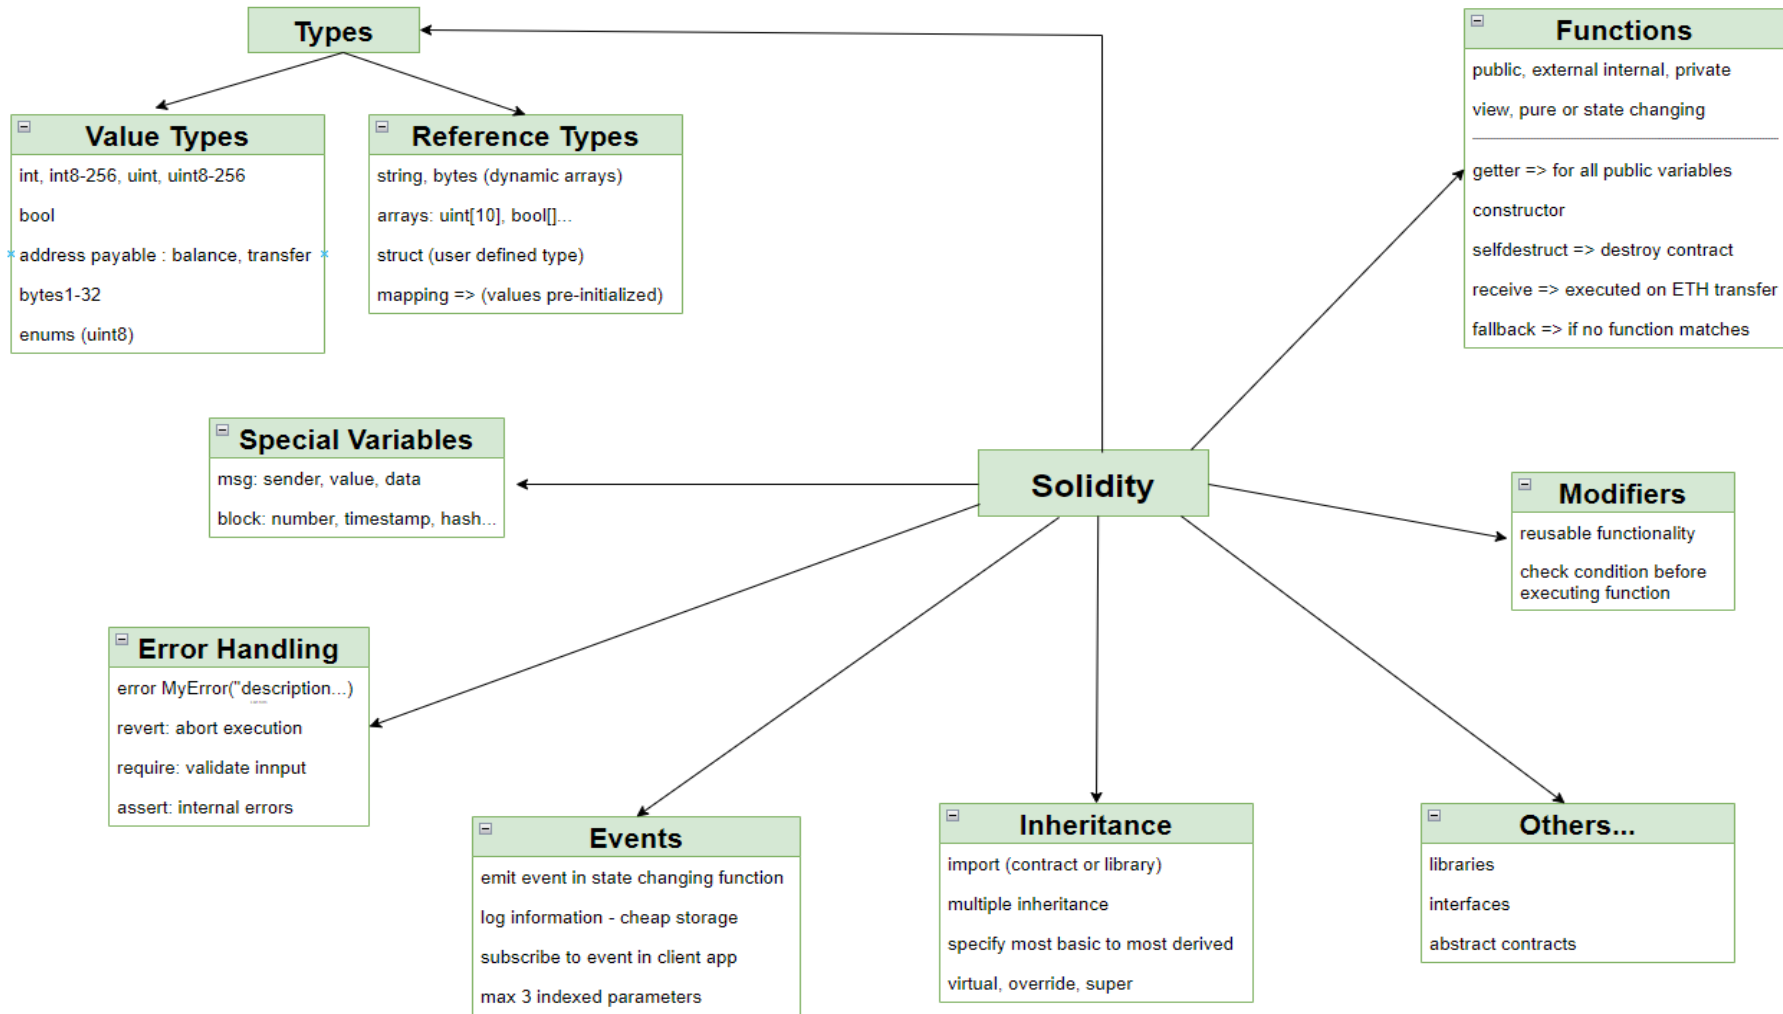 Types
Value Types
int, int8-256, uint, uint8-256
bool
address payable : balance, transfer
bytes1-32
enums (uint8)
Reference Types
string, bytes (dynamic arrays)
arrays: uint[10], bool[]...
struct (user defined type)
mapping => (values pre-initialized)
Functions
public, external internal, private
view, pure or state changing
getter => for all public variables
constructor
selfdestruct => destroy contract
receive => executed on ETH transfer
fallback => if no function matches
Special Variables
msg: sender, value, data
block: number, timestamp, hash...
Solidity
Modifiers
reusable functionality
check condition before
executing function
Error Handling
error MyError("description...)
revert: abort execution
require: validate innput
assert: internal errors
Events
emit event in state changing function
log information - cheap storage
subscribe to event in client app
max 3 indexed parameters
Inheritance
import (contract or library)
multiple inheritance
specify most basic to most derived
virtual, override, super
Others...
libraries
interfaces
abstract contracts